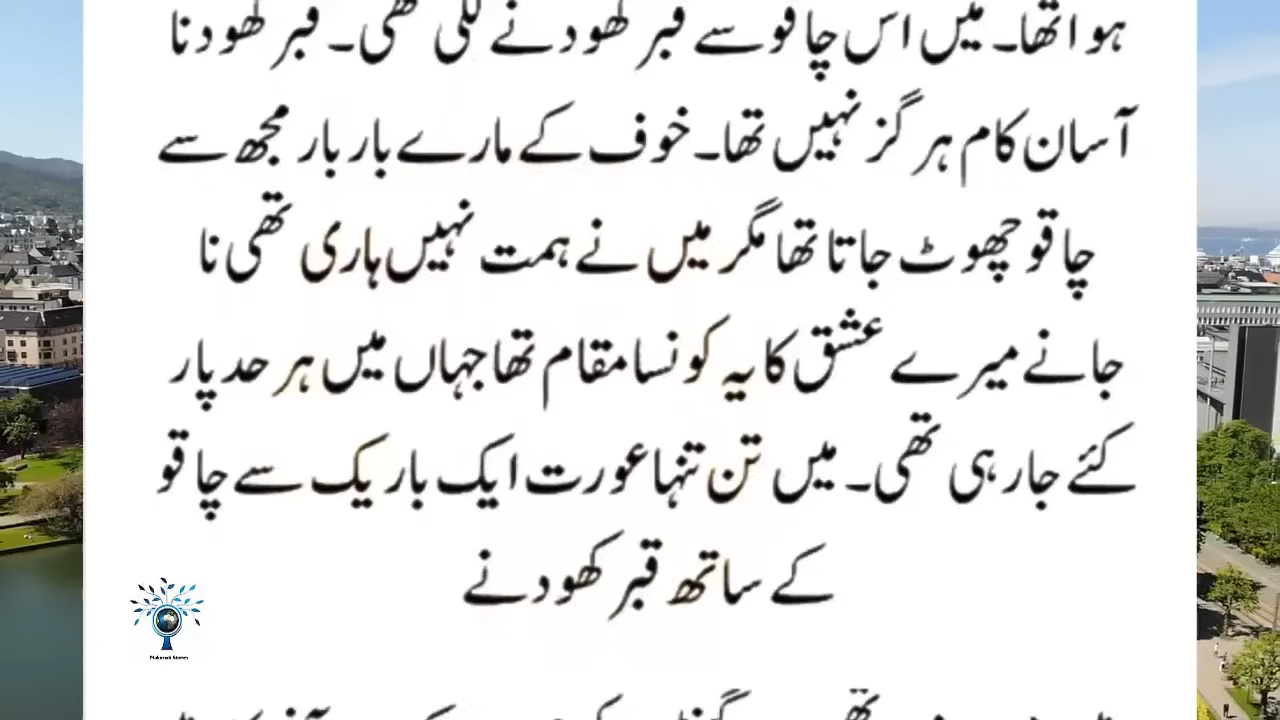 ہوا تھا۔ میں اس چاقو سے قبر کھودنے لگی تھی۔ قبر کھودنا
آسان کام ہر گز نہیں تھا۔ خوف کے مارے بار بار مجھ سے
چاقو چھوٹ جاتا تھا مگر میں نے ہمت نہیں ہاری تھی نا
جانے میرے عشق کا یہ کونسا مقام تھا جہاں میں ہر حد پار
کئے جا رہی تھی۔ میں تن تنہا عورت ایک باریک سے چاقو
کے ساتھ قبر کھودنے